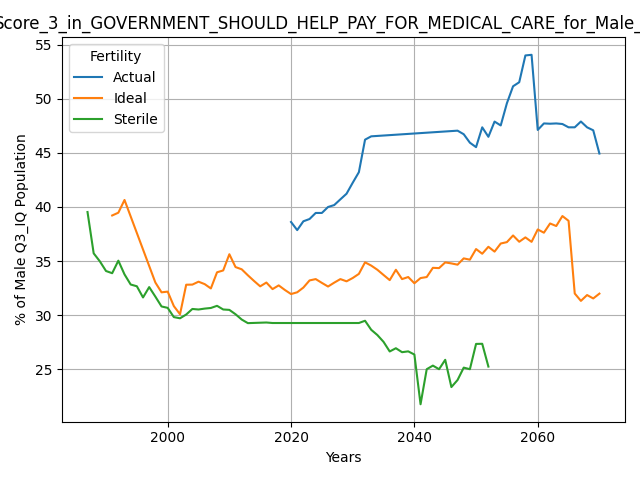 Score_3_in_GOVERNMENT_SHOULD_HELP_PAY_FOR_MEDICAL_CARE_for_Male_
Fertility
Actual
Ideal
Sterile
% of Male Q3_IQ Population
55
50
45
40
35
30
25
2000
2020
2040
2060
Years